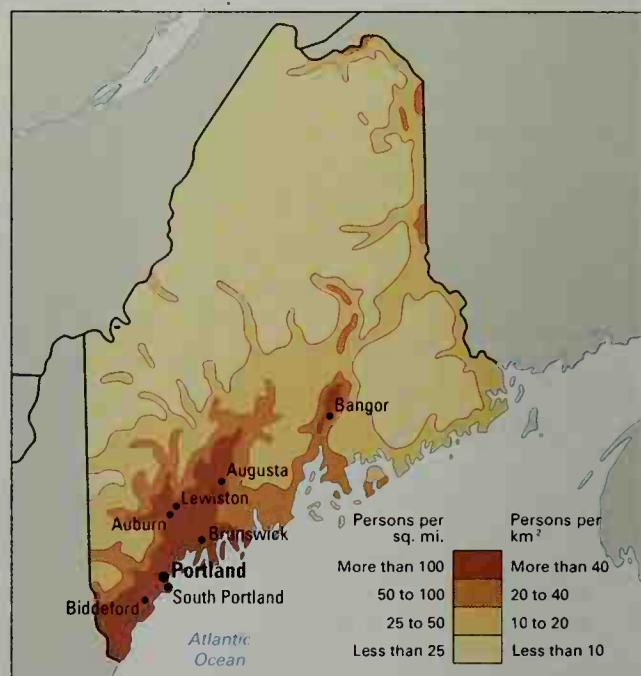 Bangor
Augusta
Lewiston
Auburn
Brunswick
Portland
South Portland
Biddeford
Atlantic
Ocean
Persons per
sq. mi.
Persons per
km²
More than 100 More than 40
50 to 100 20 to 40
25 to 50 10 to 20
Less than 25 Less than 10